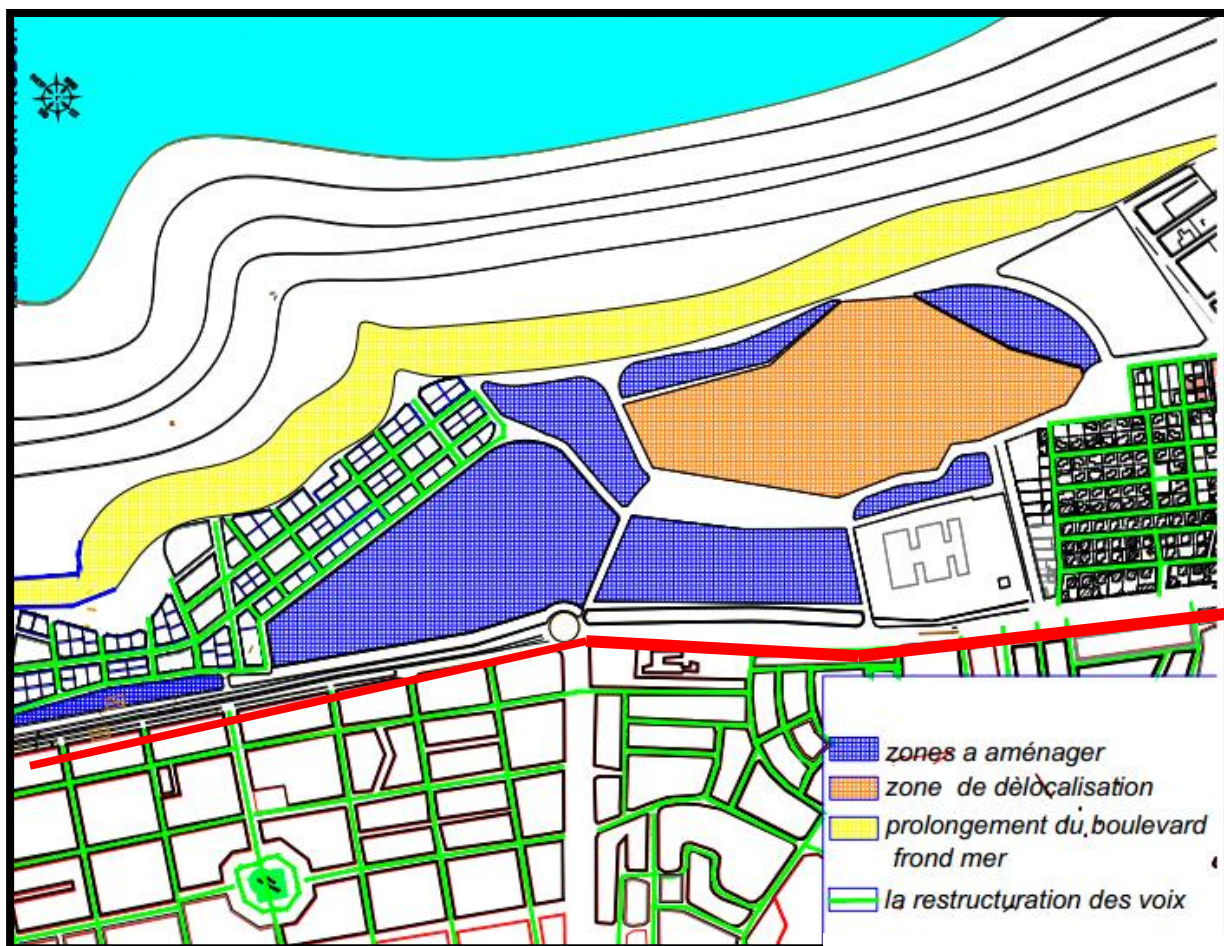 zones a aménager
zone de dèlocalisation
prolongement du boulevard
frond mer
la restructuration des voix